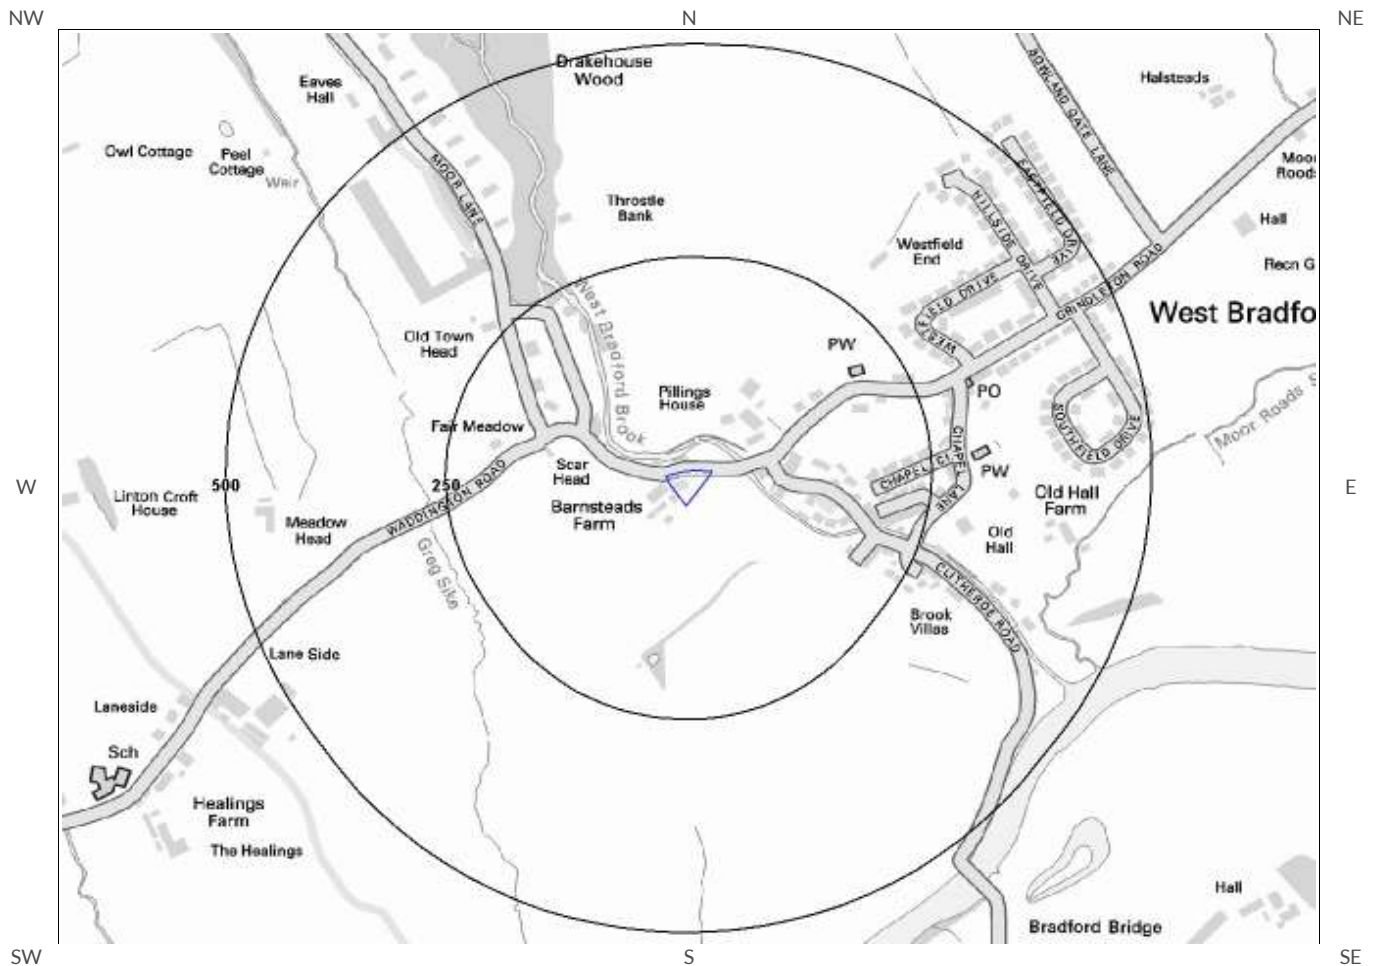 NW
N
NE
Drakehouse
Wood
Eaves
Hall
Halsteads
BOWLAND GATE LANE
Owl Cottage
Peel
Cottage
Weir
MOOR LANE
EASTFIELD DRIVE
Throstle
Bank
HILLSIDE DRIVE
Hall
Westfield
End
Recn G
WESTFIELD DRIVE
GRINDLETON ROAD
West Bradfo
West Bradford Brook
Old Town
Head
PW
Pillings
House
PO
Moor Roads S
SOUTHFIELD DRIVE
Fair Meadow
CHAPEL LANE
Scar
Head
PW
W
500
250
CHAPEL CL
E
Linton Croft
House
WADDINGTON ROAD
Barnsteads
Farm
Old Hall
Farm
Meadow
Head
Old
Hall
Greg Sike
CLITHEROE ROAD
Brook
Villas
Lane Side
Laneside
Sch
Healings
Farm
The Healings
Hall
Bradford Bridge
SW
S
SE